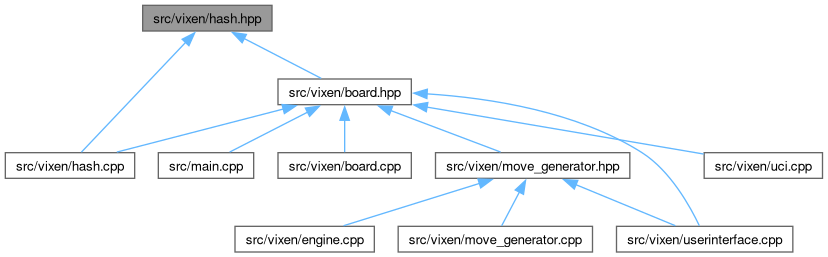 src/vixen/hash.hpp
src/vixen/board.hpp
src/vixen/hash.cpp
src/main.cpp
src/vixen/board.cpp
src/vixen/move_generator.hpp
src/vixen/uci.cpp
src/vixen/engine.cpp
src/vixen/move_generator.cpp
src/vixen/userinterface.cpp